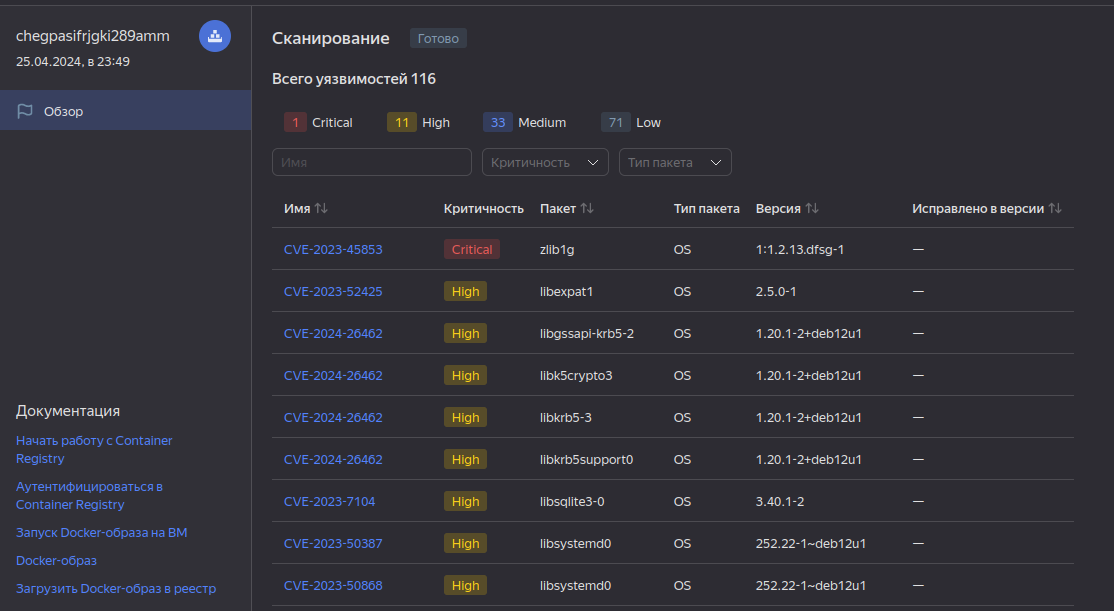 chegpasifrjgki289amm
25.04.2024, в 23:49
Обзор
Документация
Начать работу с Container
Registry
Аутентифицироваться в
Container Registry
Запуск Docker-образа на ВМ
Docker-образ
Загрузить Docker-образ в реестр
Сканирование Готово
Всего уязвимостей 116
1 Critical 11 High 33 Medium 71 Low
Имя Критичность Тип пакета
Имя Критичность Пакет Тип пакета Версия Исправлено в версии
CVE-2023-45853 Critical zlib1g OS 1:1.2.13.dfsg-1 —
CVE-2023-52425 High libexpat1 OS 2.5.0-1 —
CVE-2024-26462 High libgssapi-krb5-2 OS 1.20.1-2+deb12u1 —
CVE-2024-26462 High libk5crypto3 OS 1.20.1-2+deb12u1 —
CVE-2024-26462 High libkrb5-3 OS 1.20.1-2+deb12u1 —
CVE-2024-26462 High libkrb5support0 OS 1.20.1-2+deb12u1 —
CVE-2023-7104 High libsqlite3-0 OS 3.40.1-2 —
CVE-2023-50387 High libsystemd0 OS 252.22-1~deb12u1 —
CVE-2023-50868 High libsystemd0 OS 252.22-1~deb12u1 —